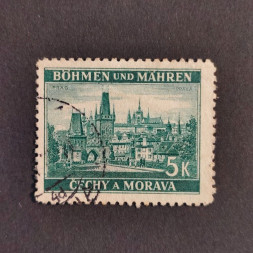 BÖHMEN UND MÄHREN
5K
ČECHY A MORAVA